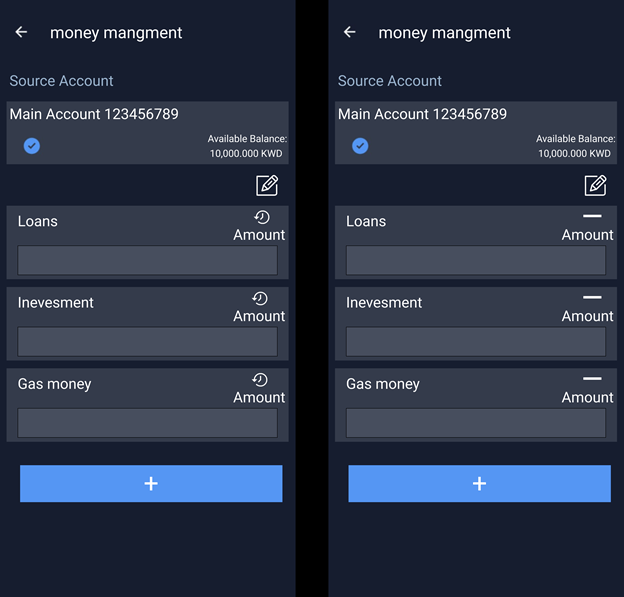 money mangment
Source Account
Main Account 123456789
Available Balance:
10,000.000 KWD
Loans
Amount
Inevesment
Amount
Gas money
Amount
+
money mangment
Source Account
Main Account 123456789
Available Balance:
10,000.000 KWD
Loans
Amount
Inevesment
Amount
Gas money
Amount
+